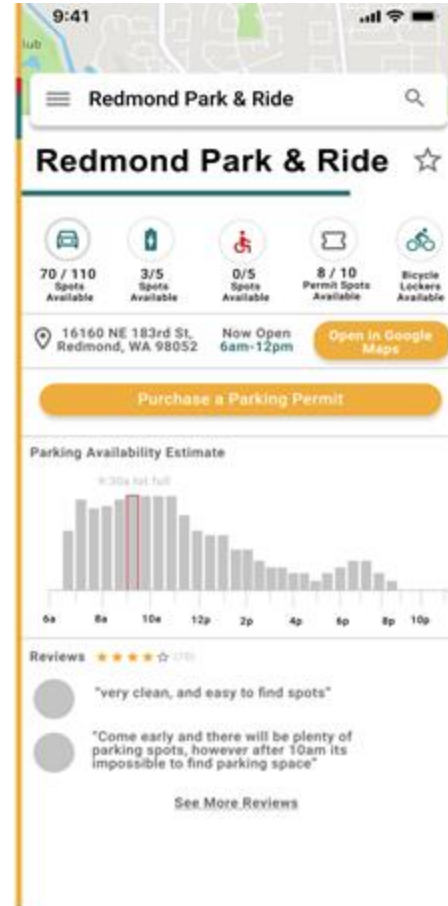 9:41
lub
Redmond Park & Ride
Redmond Park & Ride
70 / 110
Spots
Available
3/5
Spots
Available
0/5
Spots
Available
8 / 10
Permit Spots
Available
Bicycle
Lockers
Available
16160 NE 183rd St,
Redmond, WA 98052
Now Open
6am-12pm
Open in Google
Maps
Purchase a Parking Permit
Parking Availability Estimate
9:30a lot full
6a 8a 10a 12p 2p 4p 6p 8p 10p
Reviews
"very clean, and easy to find spots"
"Come early and there will be plenty of
parking spots, however after 10am its
impossible to find parking space"
See More Reviews